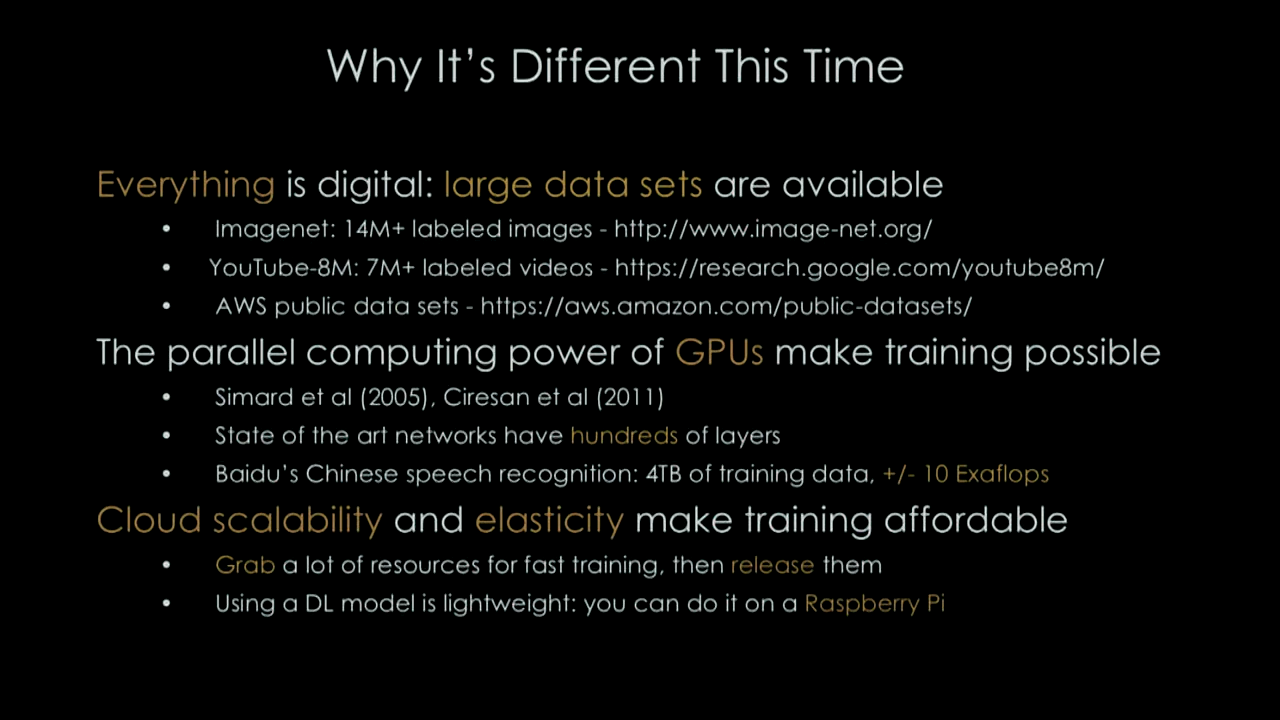 Why It's Different This Time
Everything is digital: large data sets are available
• Imagenet: 14M+ labeled images - http://www.image-net.org/
• YouTube-8M: 7M+ labeled videos - https://research.google.com/youtube8m/
• AWS public data sets - https://aws.amazon.com/public-datasets/
The parallel computing power of GPUs make training possible
• Simard et al (2005), Ciresan et al (2011)
• State of the art networks have hundreds of layers
• Baidu's Chinese speech recognition: 4TB of training data, +/- 10 Exaflops
Cloud scalability and elasticity make training affordable
• Grab a lot of resources for fast training, then release them
• Using a DL model is lightweight: you can do it on a Raspberry Pi